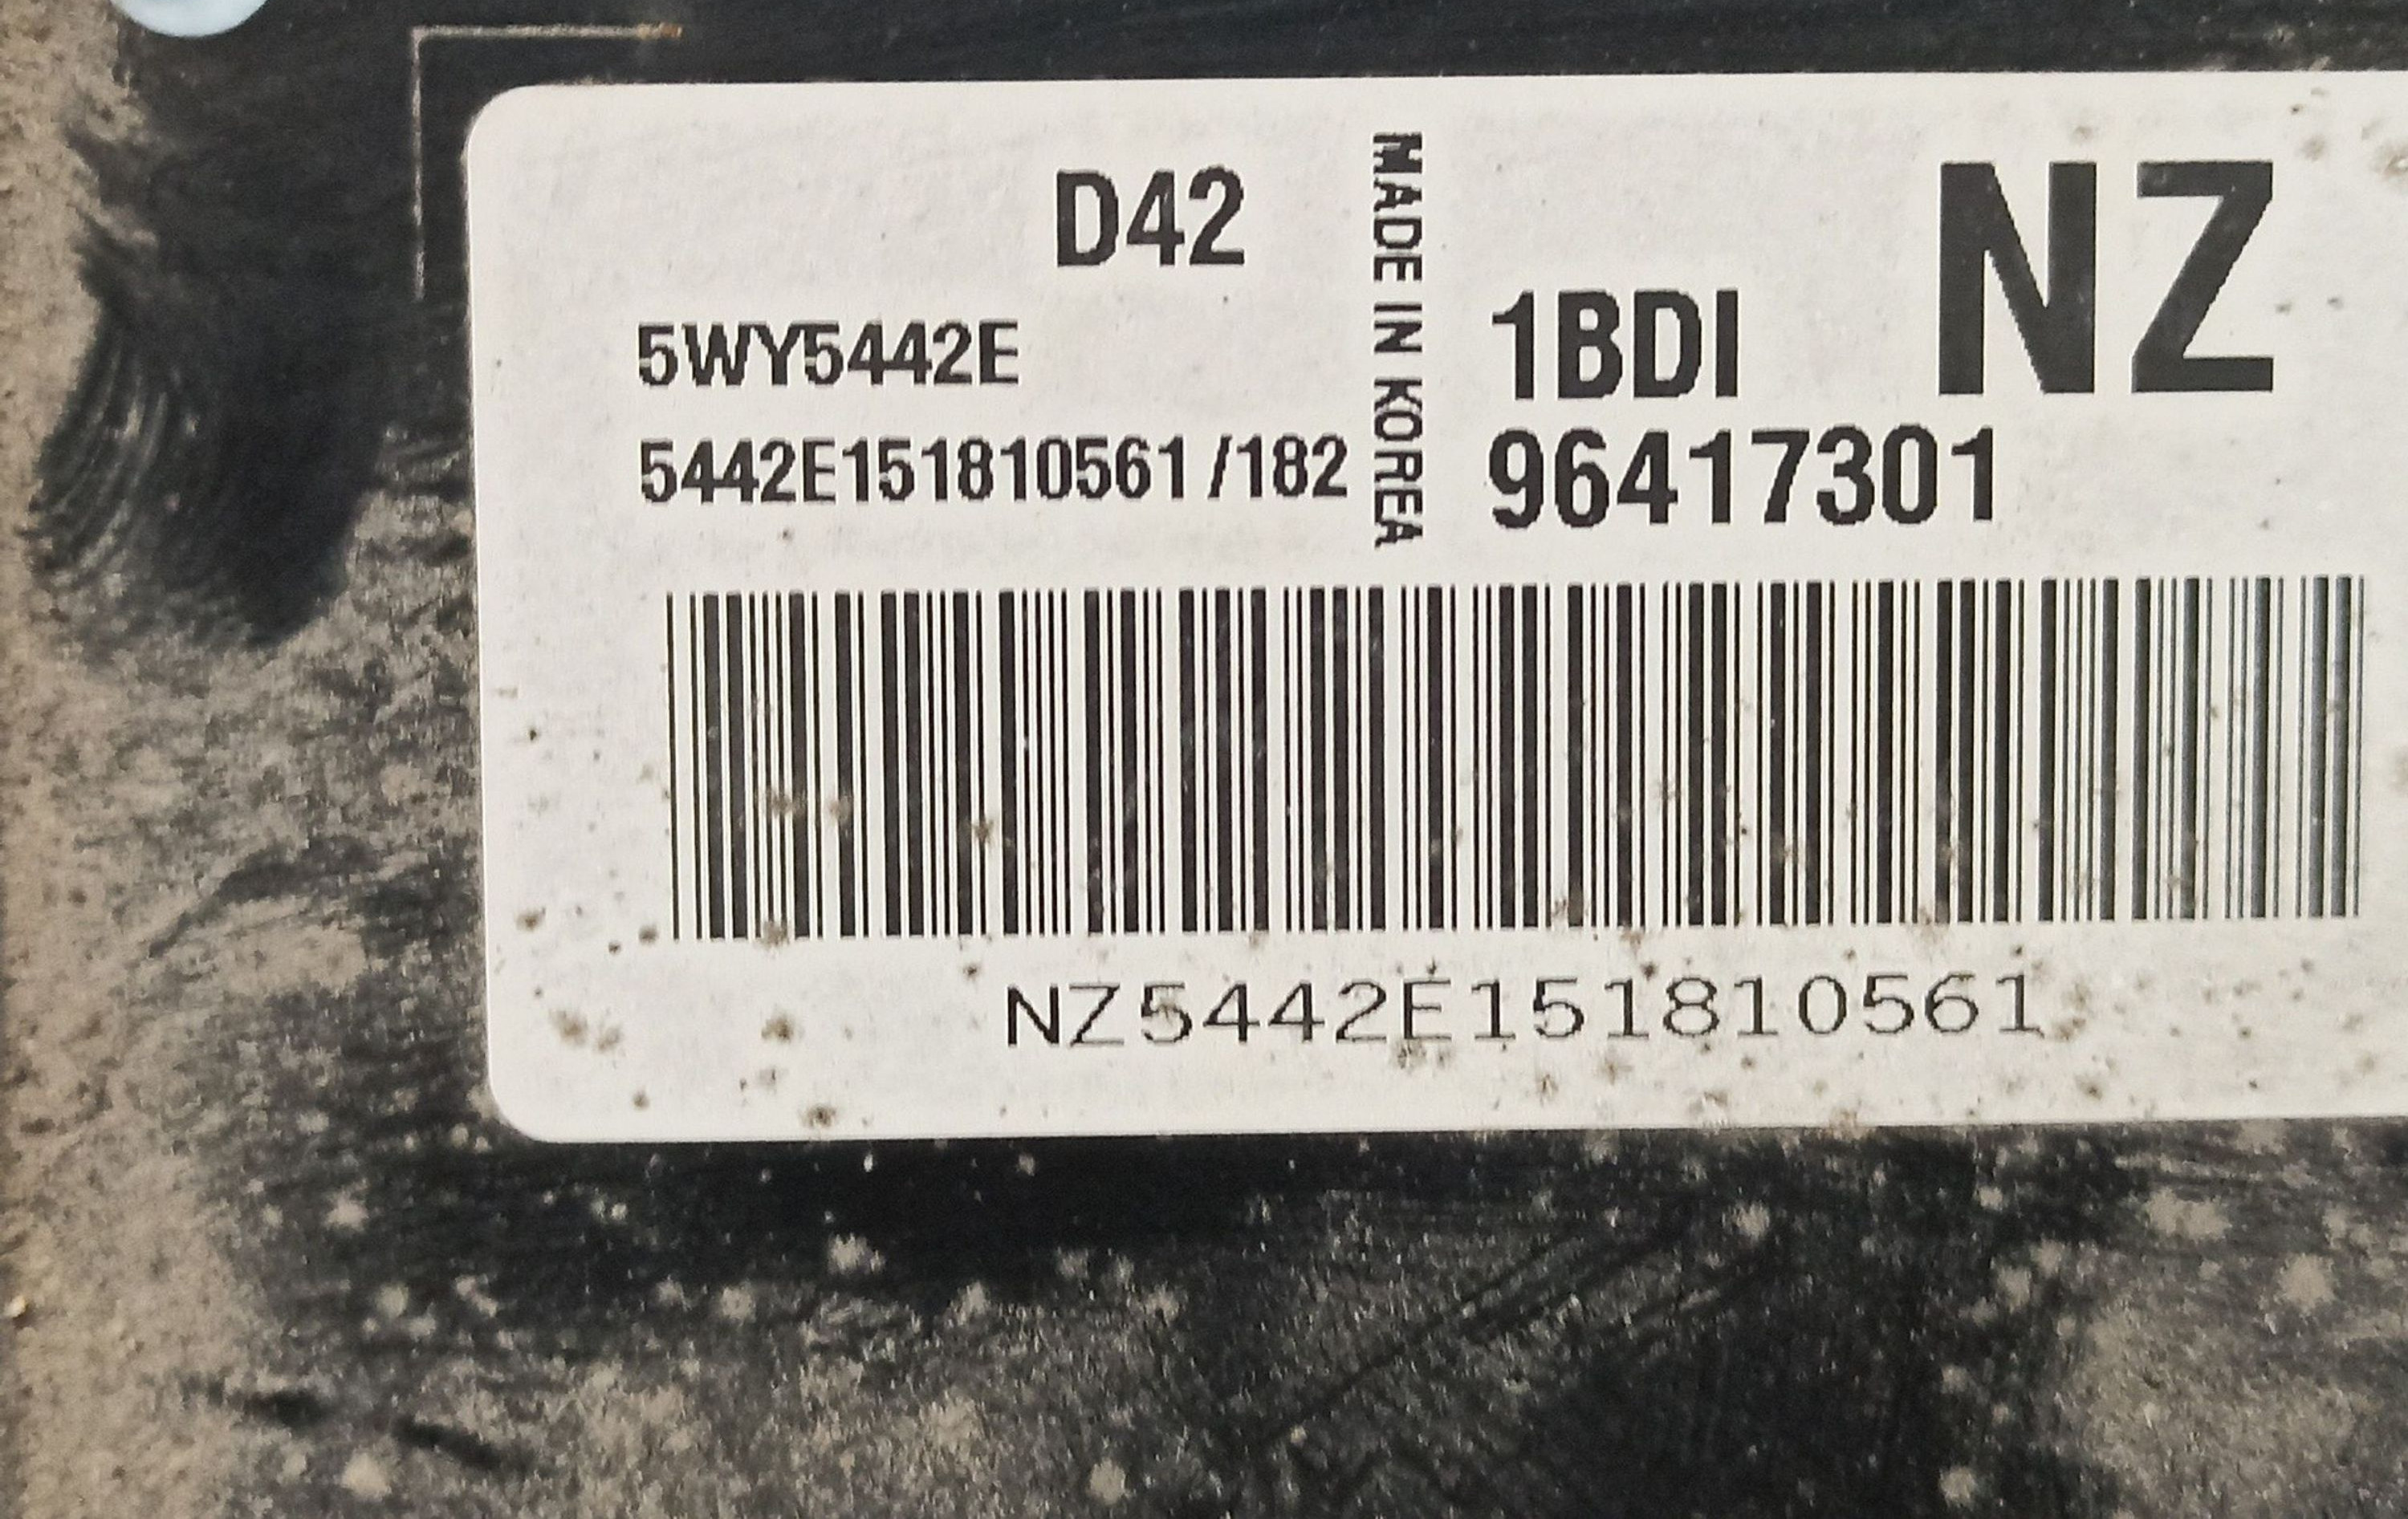 D42
5WY5442E
5442E151810561 /182
MADE IN KOREA
NZ
1BDI
96417301
NZ5442E151810561